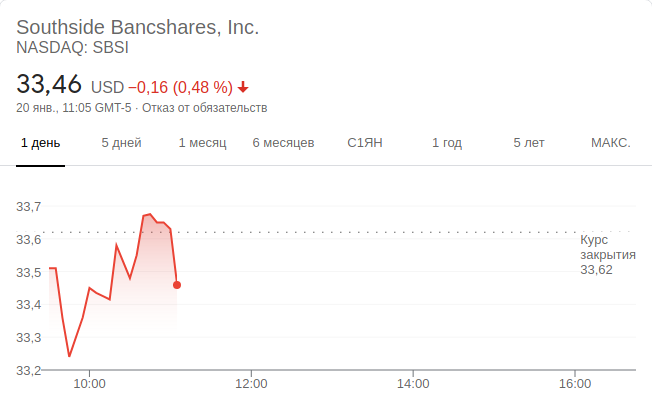 Southside Bancshares, Inc.
NASDAQ: SBSI
33,46 USD −0,16 (0,48 %)
20 янв., 11:05 GMT-5 · Отказ от обязательств
1 день 5 дней 1 месяц 6 месяцев С1ЯН 1 год 5 лет МАКС.
33,7
33,6
Курс
закрытия
33,62
33,5
33,4
33,3
33,2
10:00 12:00 14:00 16:00